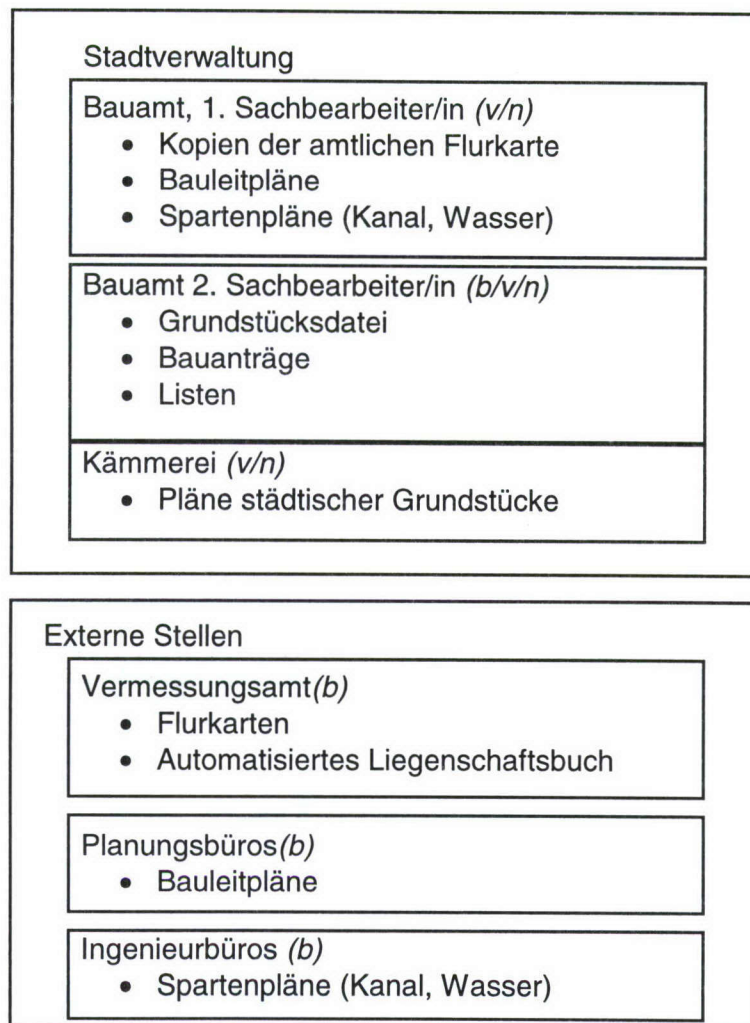 Stadtverwaltung
Bauamt, 1. Sachbearbeiter/in (v/n)
• Kopien der amtlichen Flurkarte
• Bauleitpläne
• Spartenpläne (Kanal, Wasser)
Bauamt 2. Sachbearbeiter/in (b/v/n)
• Grundstücksdatei
• Bauanträge
• Listen
Kämmerei (v/n)
• Pläne städtischer Grundstücke
Externe Stellen
Vermessungsamt(b)
• Flurkarten
• Automatisiertes Liegenschaftsbuch
Planungsbüros(b)
• Bauleitpläne
Ingenieurbüros (b)
• Spartenpläne (Kanal, Wasser)